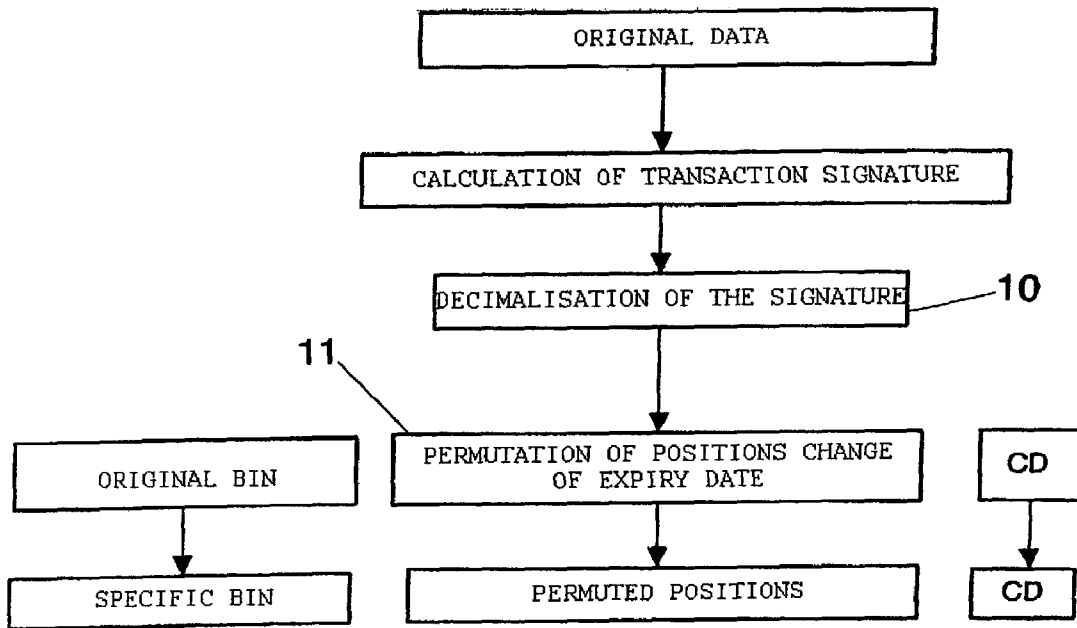 ORIGINAL DATA
CALCULATION OF TRANSACTION SIGNATURE
DECIMALISATION OF THE SIGNATURE
10
11
ORIGINAL BIN
PERMUTATION OF POSITIONS CHANGE
OF EXPIRY DATE
CD
SPECIFIC BIN
PERMUTED POSITIONS
CD